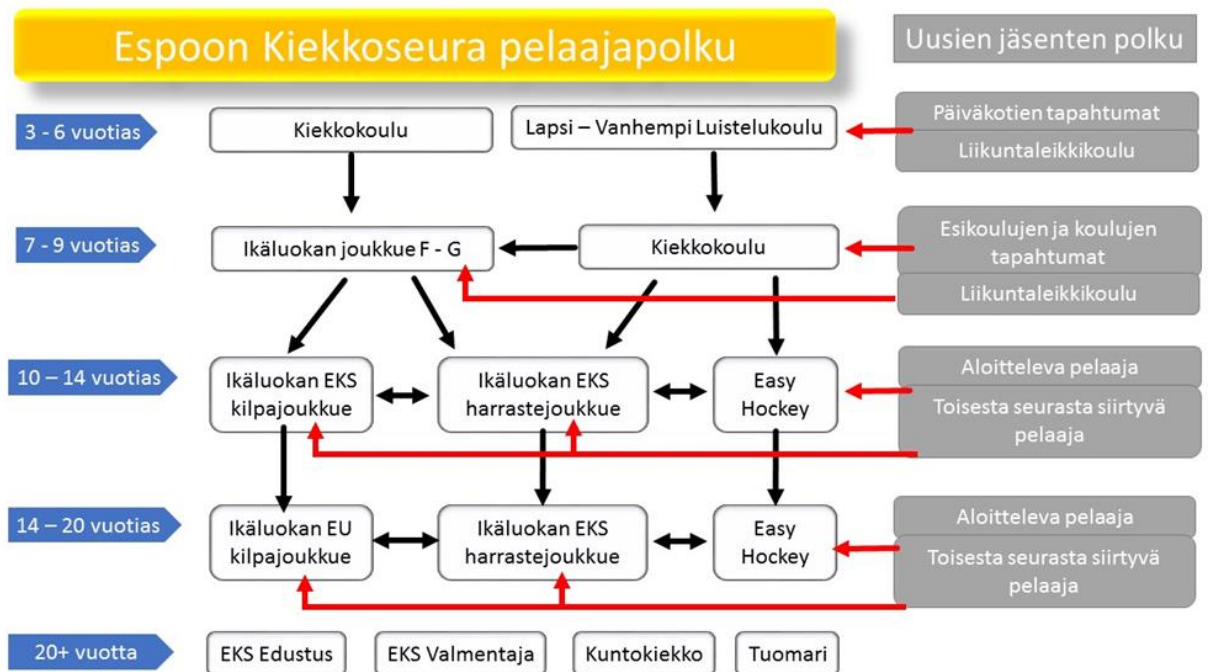 Espoon Kiekkoseura pelaajapolku
Uusien jäsenten polku
3 - 6 vuotias
Kiekkokoulu
Lapsi – Vanhempi Luistelukoulu
Päiväkotien tapahtumat
Liikuntaleikkikoulu
7 - 9 vuotias
Ikäluokan joukkue F - G
Kiekkokoulu
Esikoulujen ja koulujen
tapahtumat
Liikuntaleikkikoulu
10 – 14 vuotias
Ikäluokan EKS
kilpajoukkue
Ikäluokan EKS
harrastejoukkue
Easy
Hockey
Aloitteleva pelaaja
Toisesta seurasta siirtyvä
pelaaja
14 – 20 vuotias
Ikäluokan EU
kilpajoukkue
Ikäluokan EKS
harrastejoukkue
Easy
Hockey
Aloitteleva pelaaja
Toisesta seurasta siirtyvä
pelaaja
20+ vuotta
EKS Edustus
EKS Valmentaja
Kuntokiekko
Tuomari